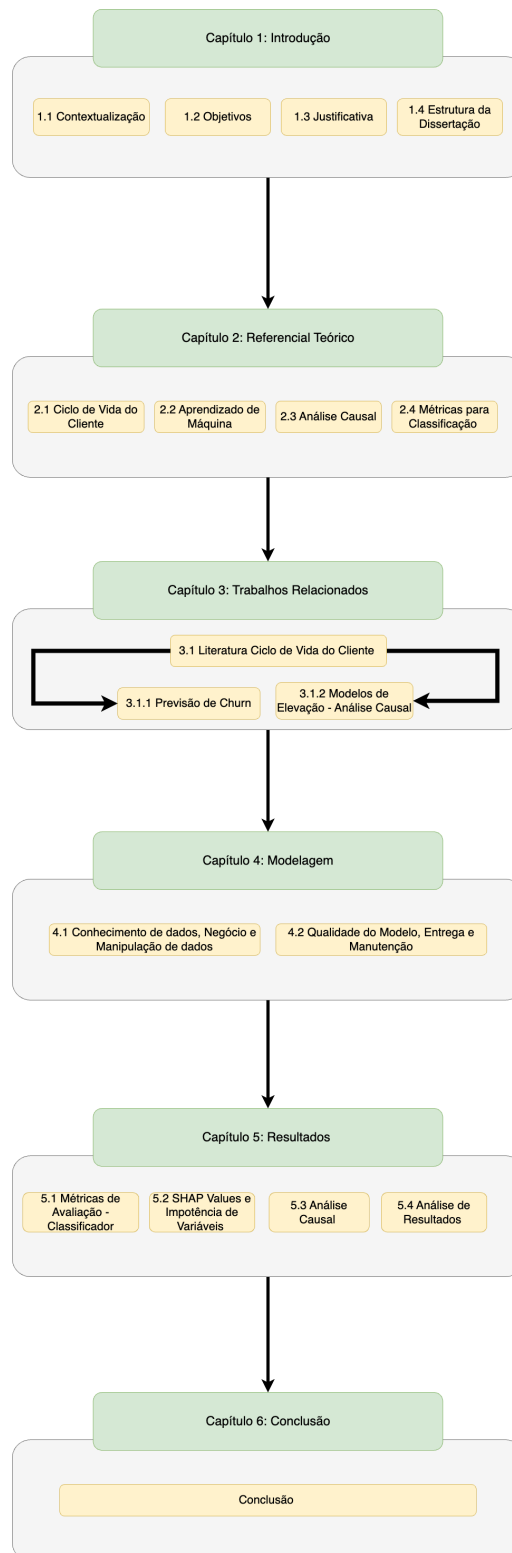 Capítulo 1: Introdução
1.1 Contextualização
1.2 Objetivos
1.3 Justificativa
1.4 Estrutura da
Dissertação
Capítulo 2: Referencial Teórico
2.1 Ciclo de Vida do
Cliente
2.2 Aprendizado de
Máquina
2.3 Análise Causal
2.4 Métricas para
Classificação
Capítulo 3: Trabalhos Relacionados
3.1 Literatura Ciclo de Vida do Cliente
3.1.1 Previsão de Churn
3.1.2 Modelos de
Elevação - Análise Causal
Capítulo 4: Modelagem
4.1 Conhecimento de dados, Negócio e
Manipulação de dados
4.2 Qualidade do Modelo, Entrega e
Manutenção
Capítulo 5: Resultados
5.1 Métricas de
Avaliação -
Classificador
5.2 SHAP Values e
Impotência de
Variáveis
5.3 Análise
Causal
5.4 Análise de
Resultados
Capítulo 6: Conclusão
Conclusão